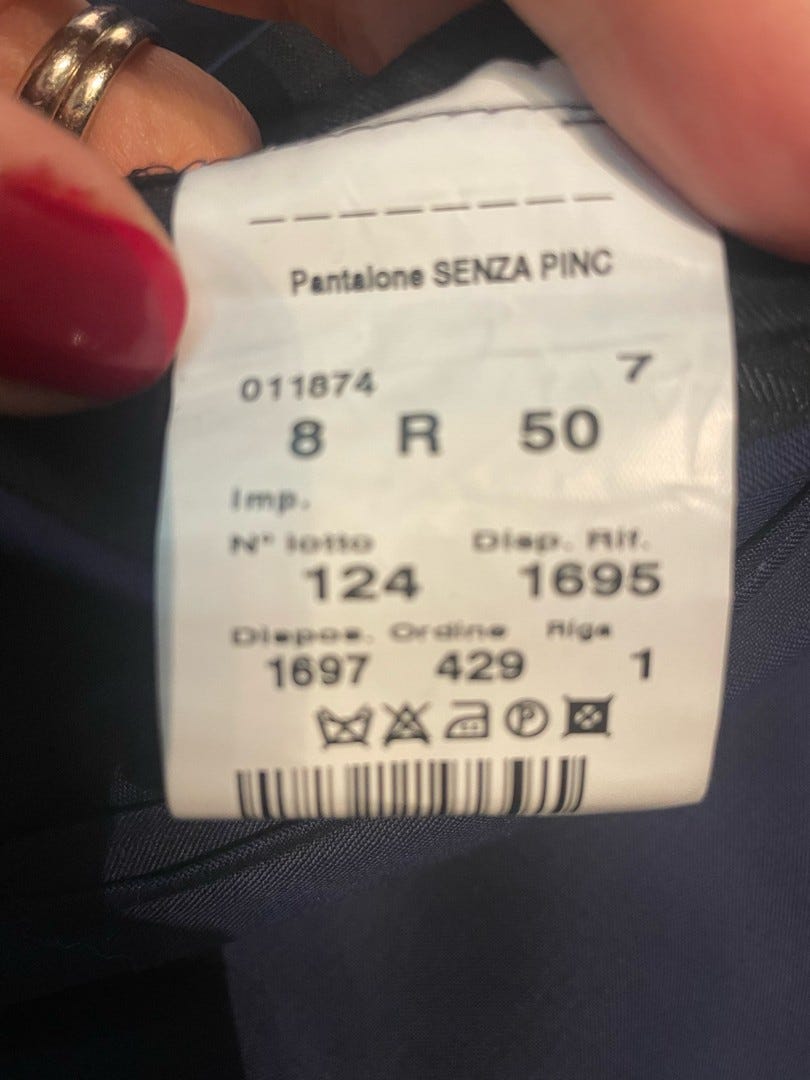 Pantalone SENZA PINC
7
011874
8 R 50
Imp.
N° lotto Disp. Rif.
124 1695
Dispos. Ordine Riga
1697 429 1
P